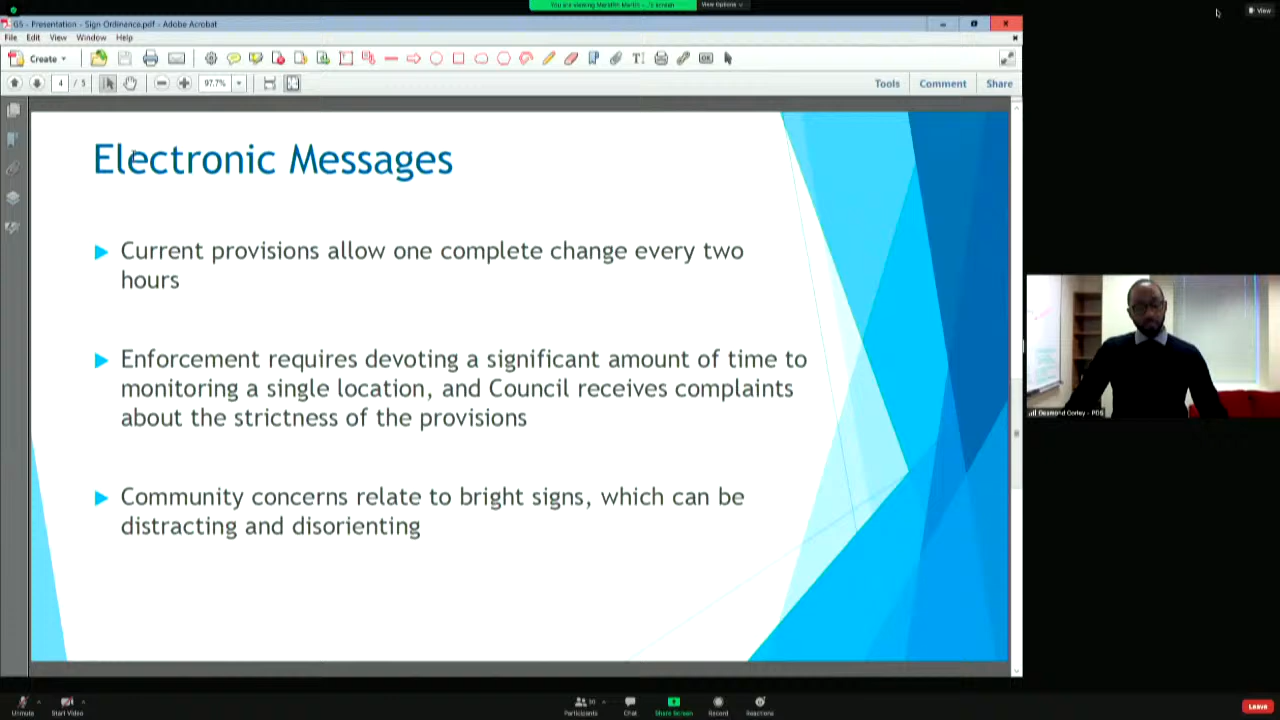 You are viewing Meredith Martin - 's screen
View Options
View
G5 - Presentation - Sign Ordinance.pdf - Adobe Acrobat
File Edit View Window Help
Create
4 / 5
97.7%
Tools Comment Share
Electronic Messages
Current provisions allow one complete change every two
hours
Enforcement requires devoting a significant amount of time to
monitoring a single location, and Council receives complaints
about the strictness of the provisions
Community concerns relate to bright signs, which can be
distracting and disorienting
Desmond Corley - PDS
Unmute Start Video Participants 30 Chat Share Screen Record Reactions Leave